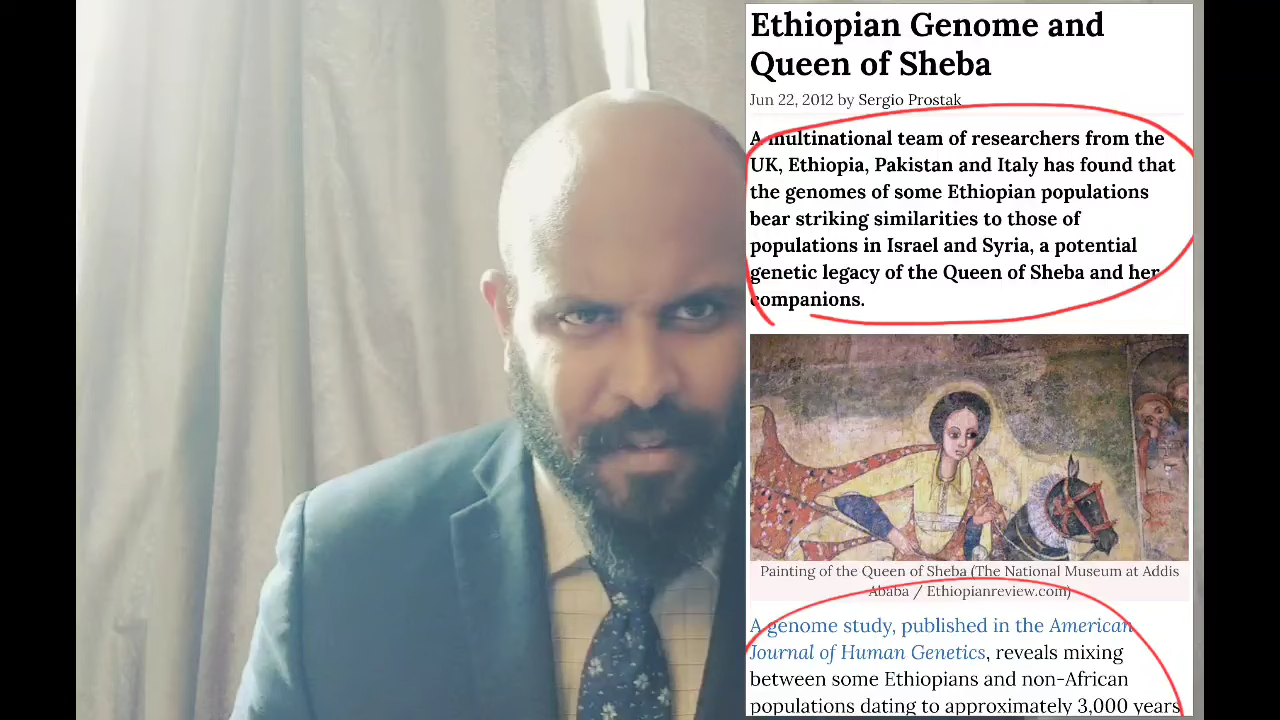 Ethiopian Genome and
Queen of Sheba
Jun 22, 2012 by Sergio Prostak
A multinational team of researchers from the
UK, Ethiopia, Pakistan and Italy has found that
the genomes of some Ethiopian populations
bear striking similarities to those of
populations in Israel and Syria, a potential
genetic legacy of the Queen of Sheba and her
companions.
Painting of the Queen of Sheba (The National Museum at Addis
Ababa / Ethiopianreview.com)
A genome study, published in the American
Journal of Human Genetics, reveals mixing
between some Ethiopians and non-African
populations dating to approximately 3,000 years